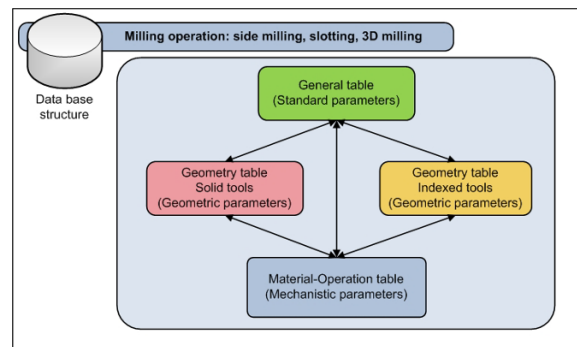 Milling operation: side milling, slotting, 3D milling
Data base
structure
General table
(Standard parameters)
Geometry table
Solid tools
(Geometric parameters)
Geometry table
Indexed tools
(Geometric parameters)
Material-Operation table
(Mechanistic parameters)